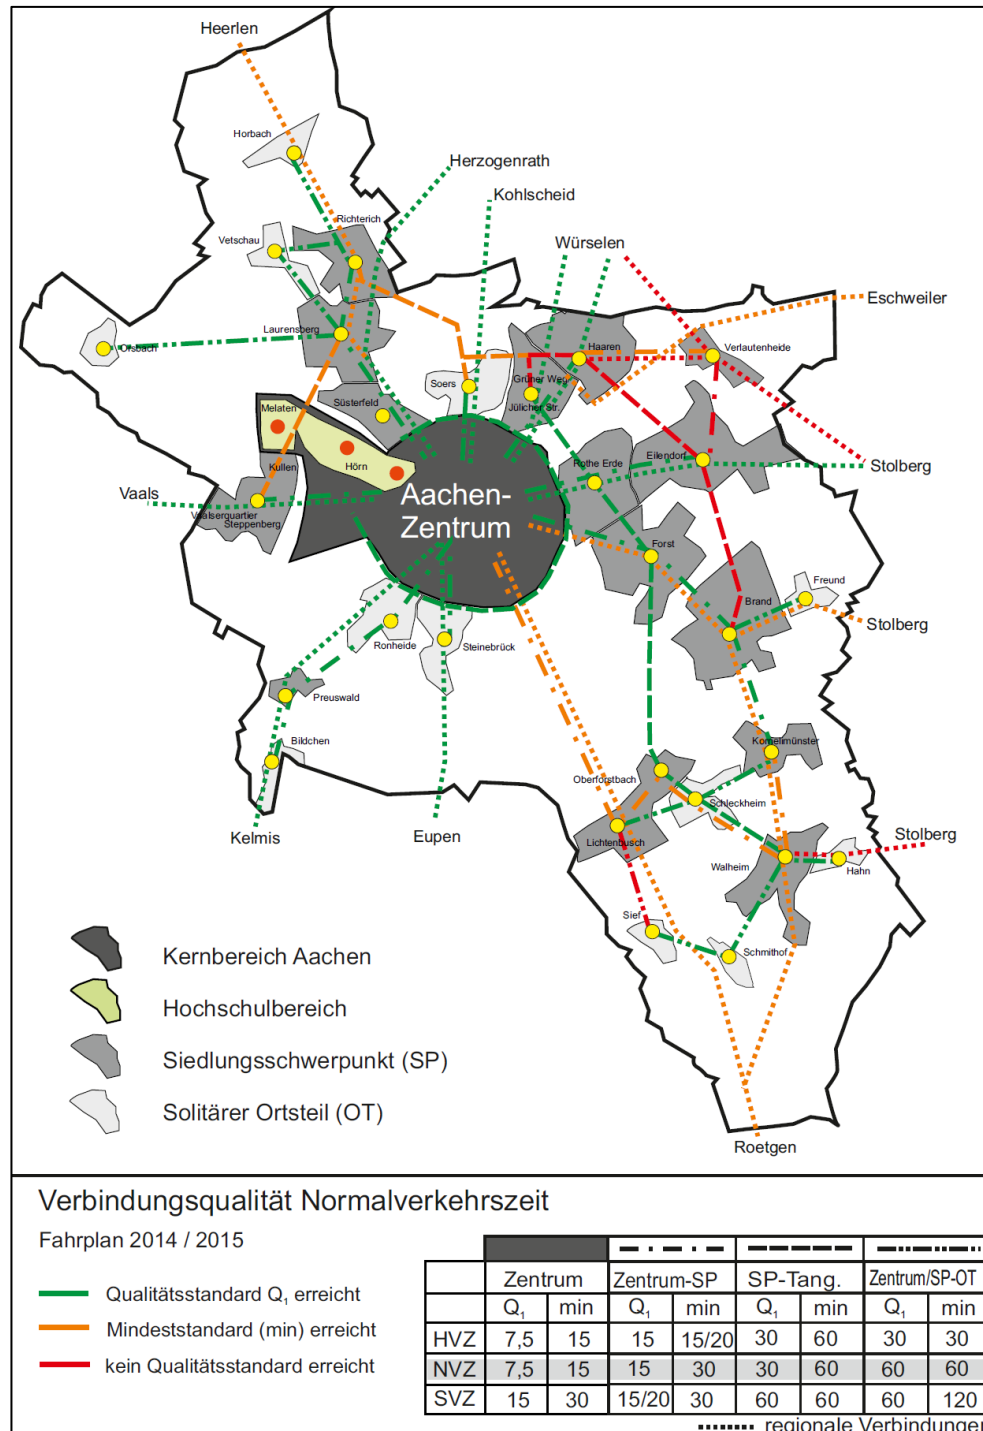 Heerlen
Horbach
Herzogenrath
Kohlscheid
Richterich
Vetschau
Würselen
Eschweiler
Laurensberg
Orsbach
Haaren
Verlautenheide
Soers
Grüner Weg
Jülicher Str.
Süsterfeld
Melaten
Eilendorf
Rothe Erde
Stolberg
Hörn
Kullen
Vaals
Aachen-
Zentrum
Vaalserquartier
Steppenberg
Forst
Freund
Brand
Stolberg
Ronheide
Steinebrück
Preuswald
Bildchen
Kornelimünster
Oberforstbach
Schleckheim
Kelmis
Eupen
Stolberg
Lichtenbusch
Walheim
Hahn
Sief
Schmithof
Roetgen
Kernbereich Aachen
Hochschulbereich
Siedlungsschwerpunkt (SP)
Solitärer Ortsteil (OT)
Verbindungsqualität Normalverkehrszeit
Fahrplan 2014 / 2015
Qualitätsstandard Q₁ erreicht
Mindeststandard (min) erreicht
kein Qualitätsstandard erreicht
Zentrum Zentrum-SP SP-Tang. Zentrum/SP-OT
Q₁ min Q₁ min Q₁ min Q₁ min
HVZ 7,5 15 15 15/20 30 60 30 30
NVZ 7,5 15 15 30 30 60 60 60
SVZ 15 30 15/20 30 60 60 60 120
regionale Verbindungen